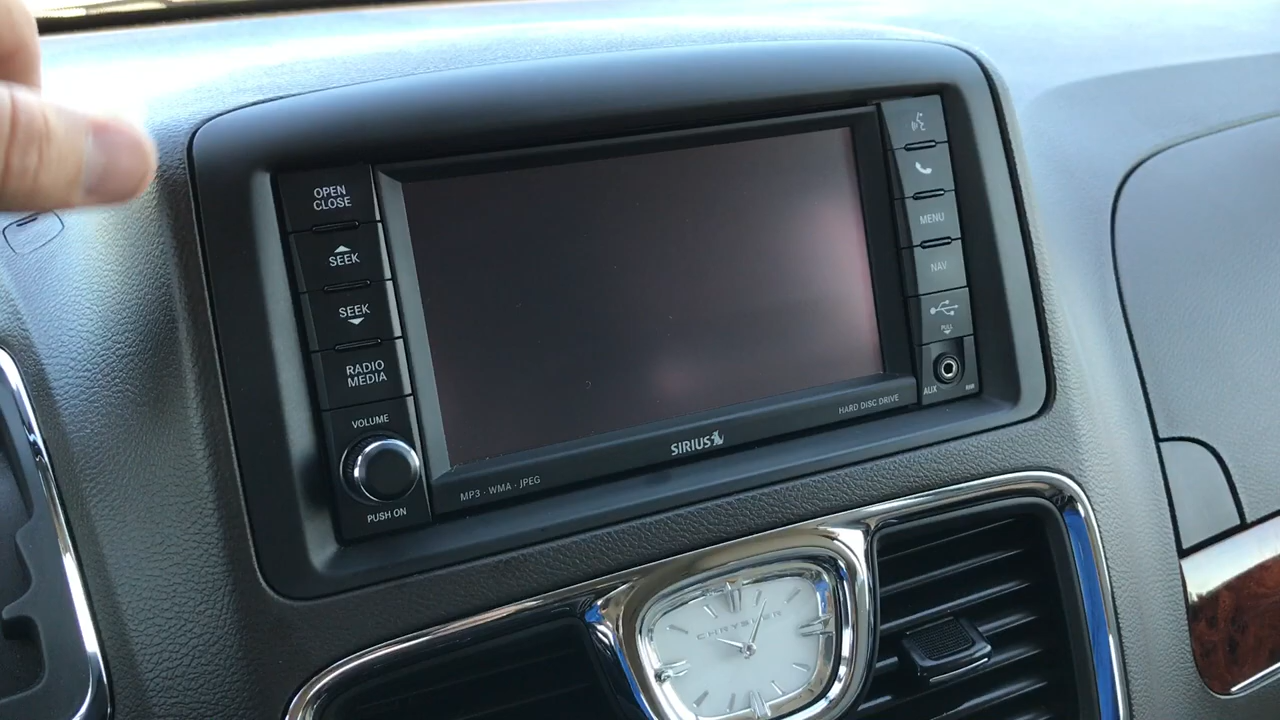 OPEN
CLOSE
SEEK
SEEK
RADIO
MEDIA
VOLUME
PUSH ON
MENU
NAV
PULL
AUX
HARD DISC DRIVE
SIRIUS
MP3 · WMA · JPEG
CHRYSLER